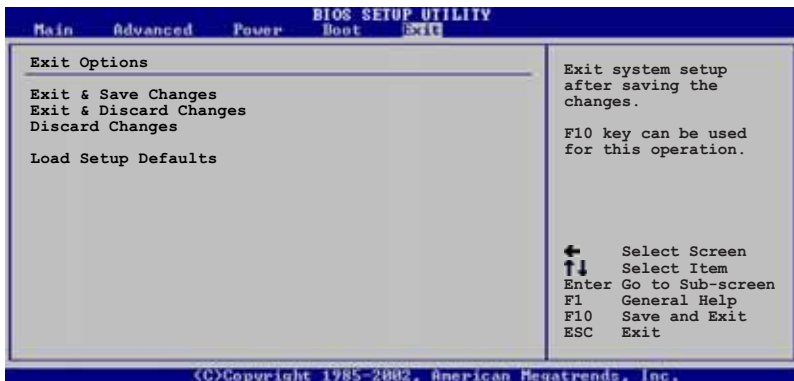 BIOS SETUP UTILITY
Main Advanced Power Boot Exit
Exit Options
Exit & Save Changes
Exit & Discard Changes
Discard Changes
Load Setup Defaults
Exit system setup
after saving the
changes.
F10 key can be used
for this operation.
← Select Screen
↑↓ Select Item
Enter Go to Sub-screen
F1 General Help
F10 Save and Exit
ESC Exit
(C)Copyright 1985-2002, American Megatrends, Inc.